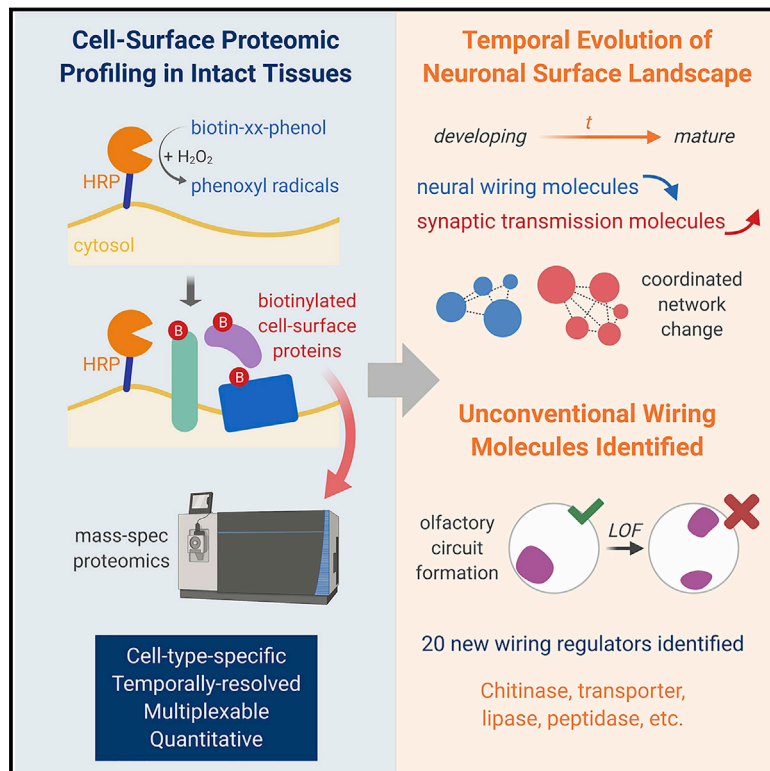 Cell-Surface Proteomic
Profiling in Intact Tissues
biotin-xx-phenol
+ H₂O₂
HRP
phenoxyl radicals
cytosol
biotinylated
cell-surface
proteins
B
B
HRP
B
mass-spec
proteomics
Cell-type-specific
Temporally-resolved
Multiplexable
Quantitative
Temporal Evolution of
Neuronal Surface Landscape
t
developing
mature
neural wiring molecules
synaptic transmission molecules
coordinated
network
change
Unconventional Wiring
Molecules Identified
olfactory
circuit
formation
LOF
20 new wiring regulators identified
Chitinase, transporter,
lipase, peptidase, etc.